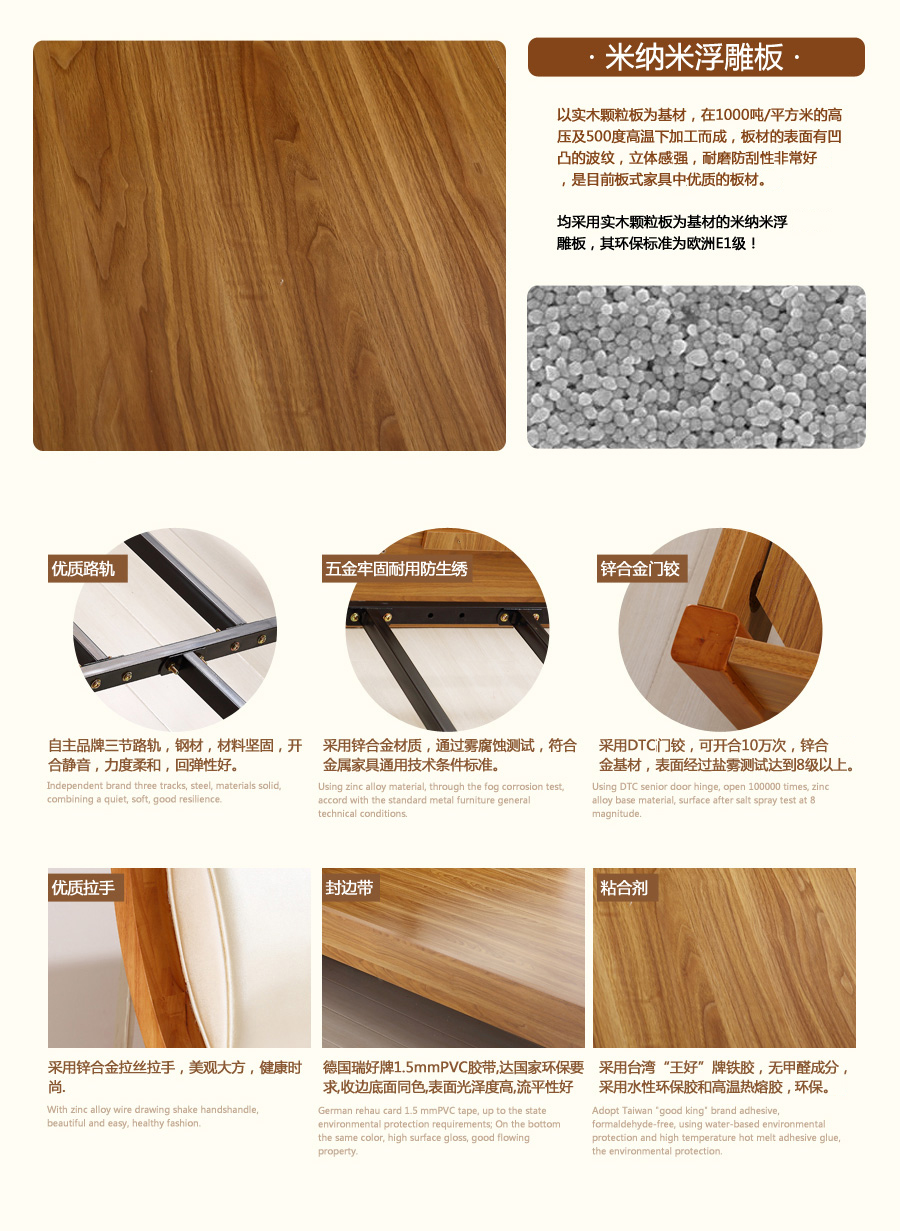 · 米纳米浮雕板 ·
以实木颗粒板为基材，在1000吨/平方米的高
压及500度高温下加工而成，板材的表面有凹
凸的波纹，立体感强，耐磨防刮性非常好
，是目前板式家具中优质的板材。
均采用实木颗粒板为基材的米纳米浮
雕板，其环保标准为欧洲E1级！
优质路轨
五金牢固耐用防生绣
锌合金门铰
自主品牌三节路轨，钢材，材料坚固，开
合静音，力度柔和，回弹性好。
Independent brand three tracks, steel, materials solid,
combining a quiet, soft, good resilience.
采用锌合金材质，通过雾腐蚀测试，符合
金属家具通用技术条件标准。
Using zinc alloy material, through the fog corrosion test,
accord with the standard metal furniture general
technical conditions.
采用DTC门铰，可开合10万次，锌合
金基材，表面经过盐雾测试达到8级以上。
Using DTC senior door hinge, open 100000 times, zinc
alloy base material, surface after salt spray test at 8
magnitude.
优质拉手
封边带
粘合剂
采用锌合金拉丝拉手，美观大方，健康时
尚.
With zinc alloy wire drawing shake handshandle,
beautiful and easy, healthy fashion.
德国瑞好牌1.5mmPVC胶带,达国家环保要
求,收边底面同色,表面光泽度高,流平性好
German rehau card 1.5 mmPVC tape, up to the state
environmental protection requirements; On the bottom
the same color, high surface gloss, good flowing
property.
采用台湾“王好”牌铁胶，无甲醛成分，
采用水性环保胶和高温热熔胶，环保。
Adopt Taiwan "good king" brand adhesive,
formaldehyde-free, using water-based environmental
protection and high temperature hot melt adhesive glue,
the environmental protection.